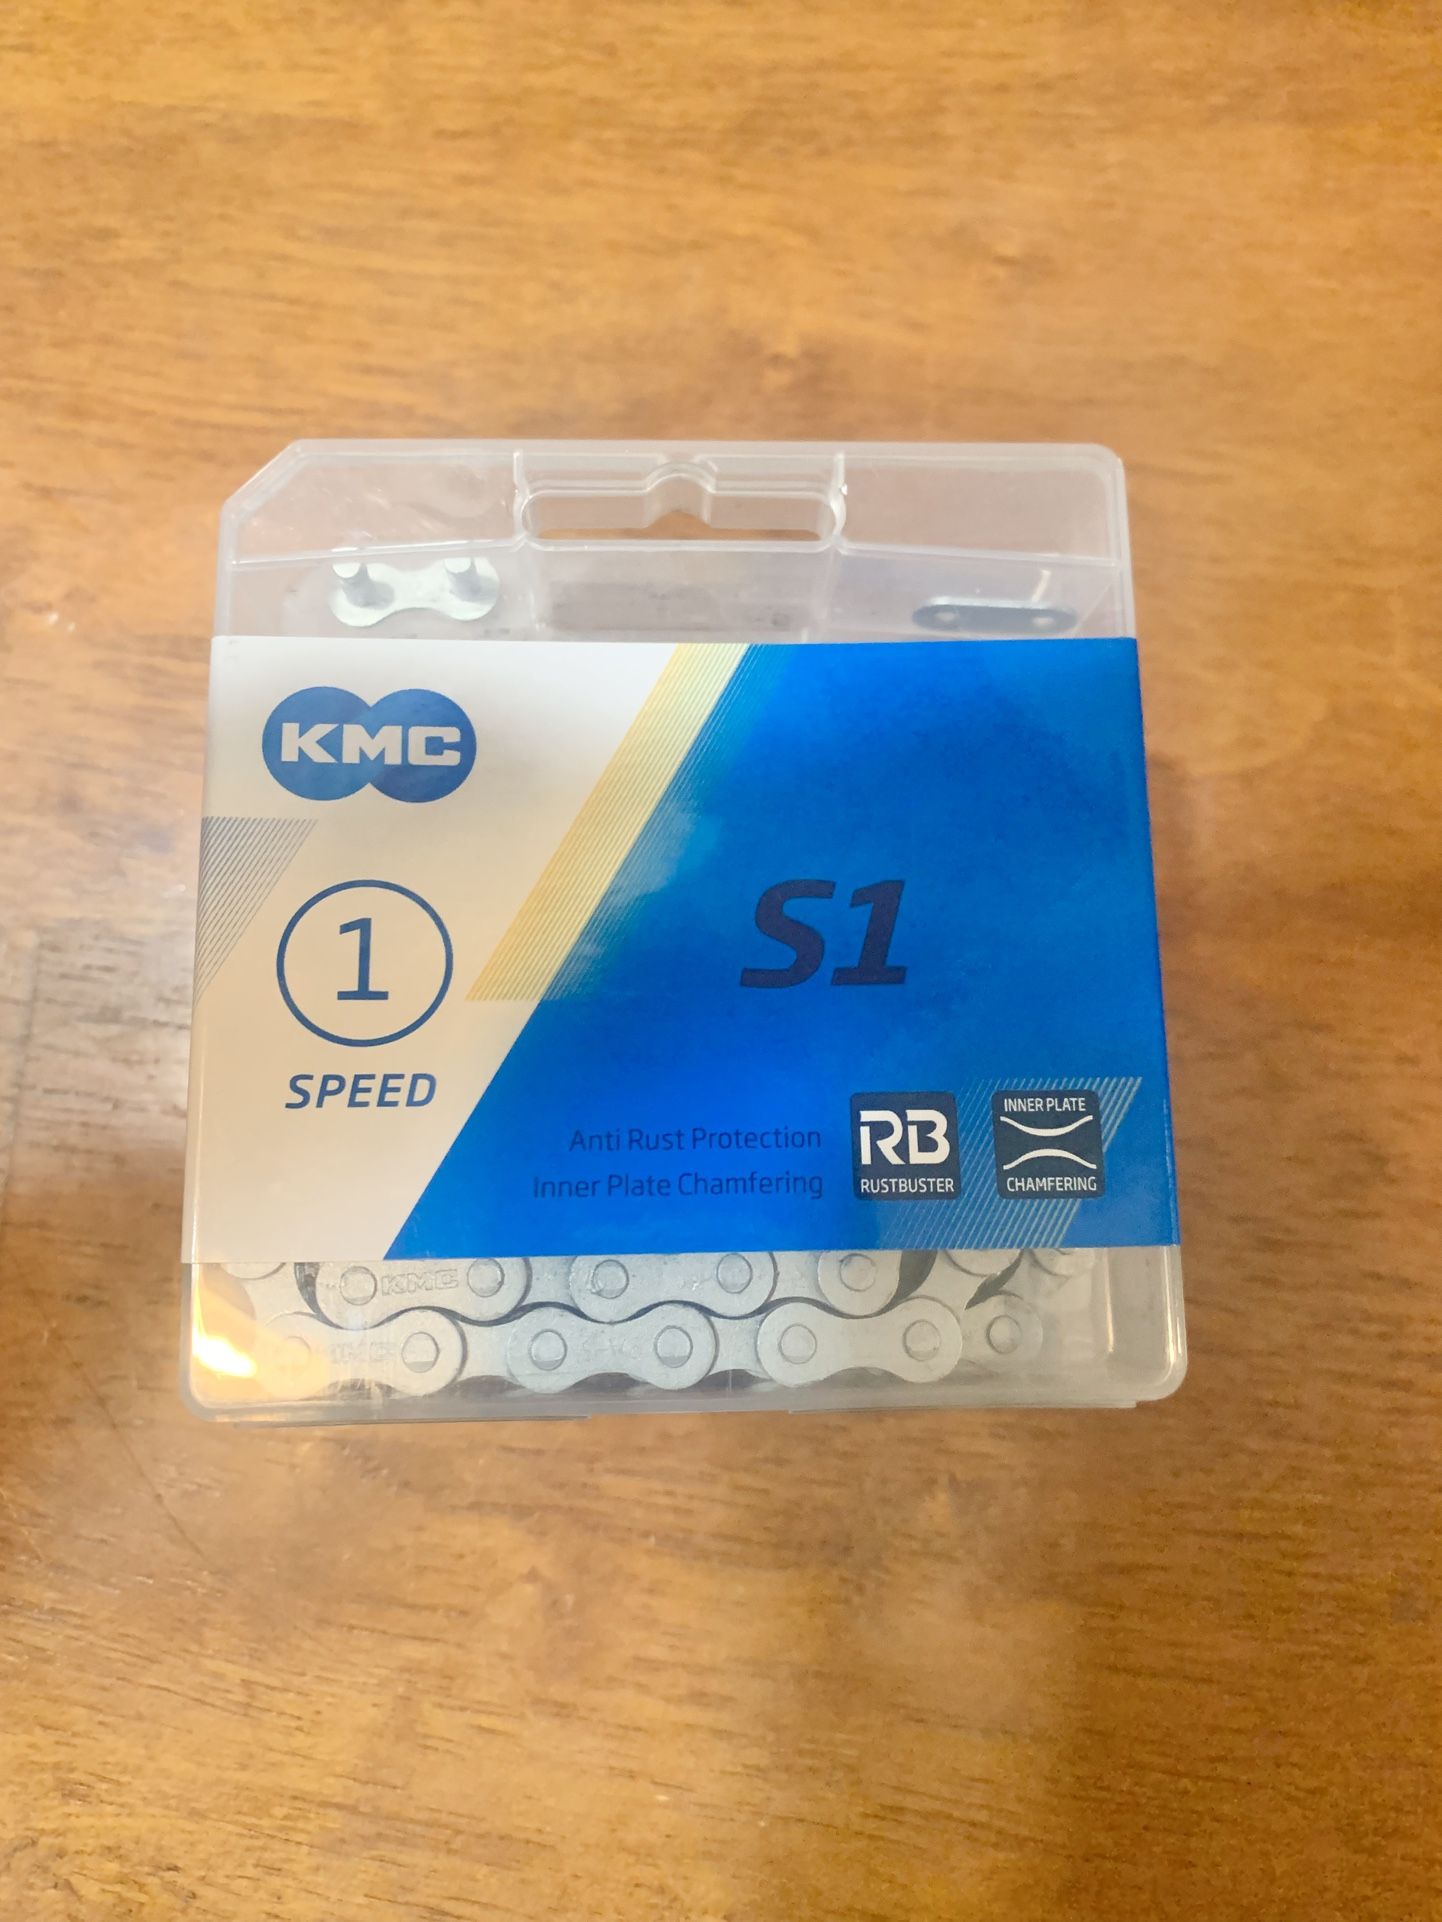 KMC
1
SPEED
S1
Anti Rust Protection
Inner Plate Chamfering
RB
RUSTBUSTER
INNER PLATE
CHAMFERING
KMC